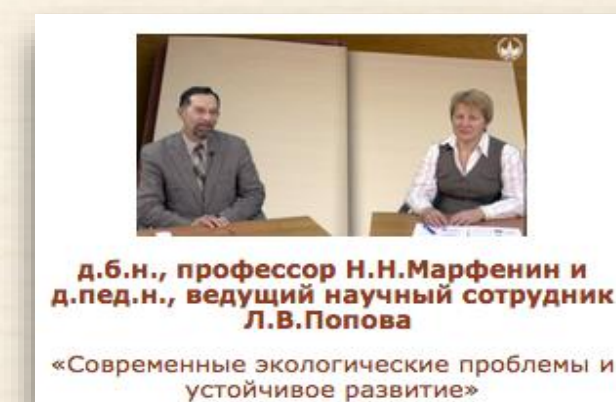 д.б.н., профессор Н.Н.Марфенин и
д.пед.н., ведущий научный сотрудник
Л.В.Попова
«Современные экологические проблемы и
устойчивое развитие»